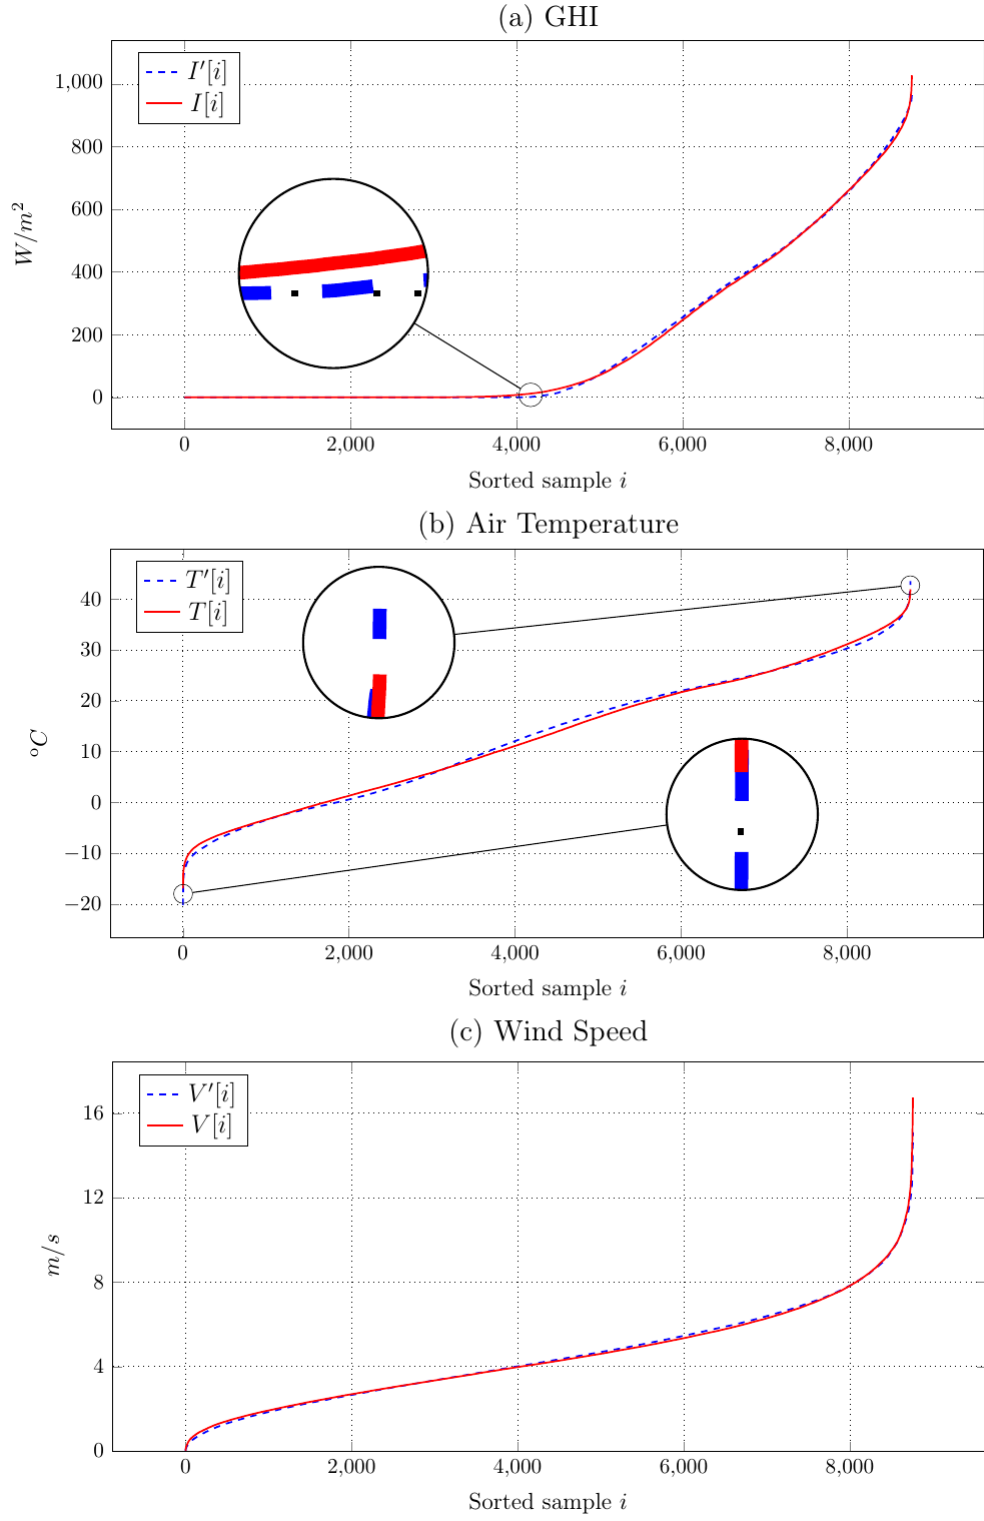 (a) GHI
I′[i]
I[i]
1,000
800
600
400
200
0
W/m²
0 2,000 4,000 6,000 8,000
Sorted sample i
(b) Air Temperature
T′[i]
T[i]
40
30
20
10
0
−10
−20
°C
0 2,000 4,000 6,000 8,000
Sorted sample i
(c) Wind Speed
V′[i]
V[i]
16
12
8
4
0
m/s
0 2,000 4,000 6,000 8,000
Sorted sample i